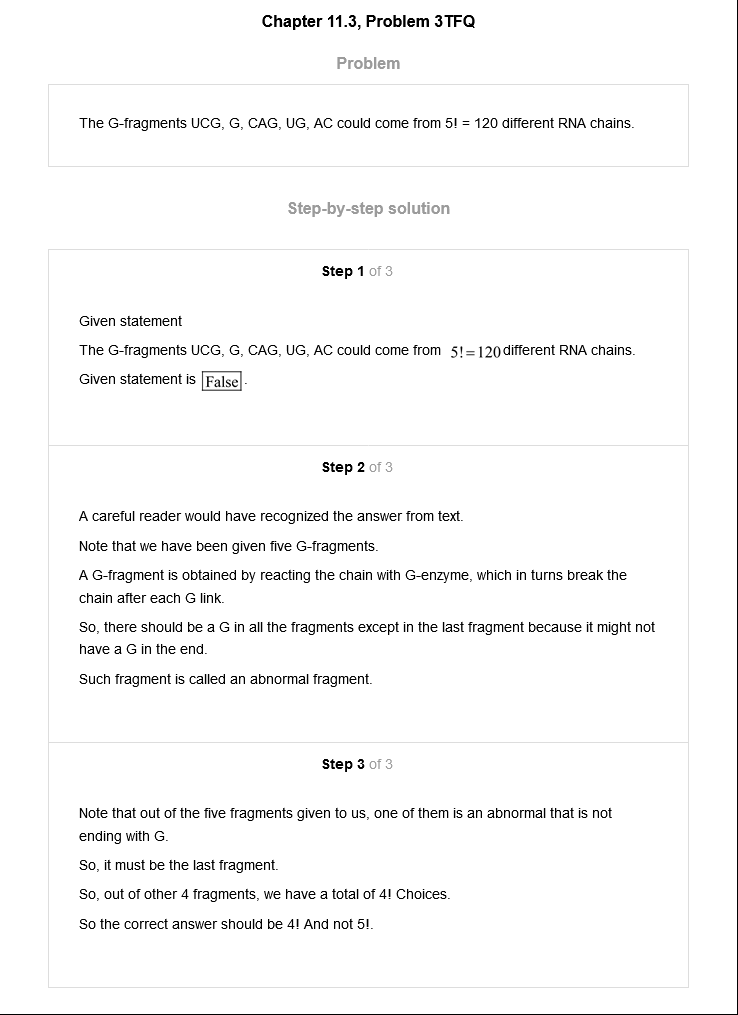 Chapter 11.3, Problem 3TFQ
Problem
The G-fragments UCG, G, CAG, UG, AC could come from 5! = 120 different RNA chains.
Step-by-step solution
Step 1 of 3
Given statement
The G-fragments UCG, G, CAG, UG, AC could come from 5!=120 different RNA chains.
Given statement is False.
Step 2 of 3
A careful reader would have recognized the answer from text.
Note that we have been given five G-fragments.
A G-fragment is obtained by reacting the chain with G-enzyme, which in turns break the
chain after each G link.
So, there should be a G in all the fragments except in the last fragment because it might not
have a G in the end.
Such fragment is called an abnormal fragment.
Step 3 of 3
Note that out of the five fragments given to us, one of them is an abnormal that is not
ending with G.
So, it must be the last fragment.
So, out of other 4 fragments, we have a total of 4! Choices.
So the correct answer should be 4! And not 5!.